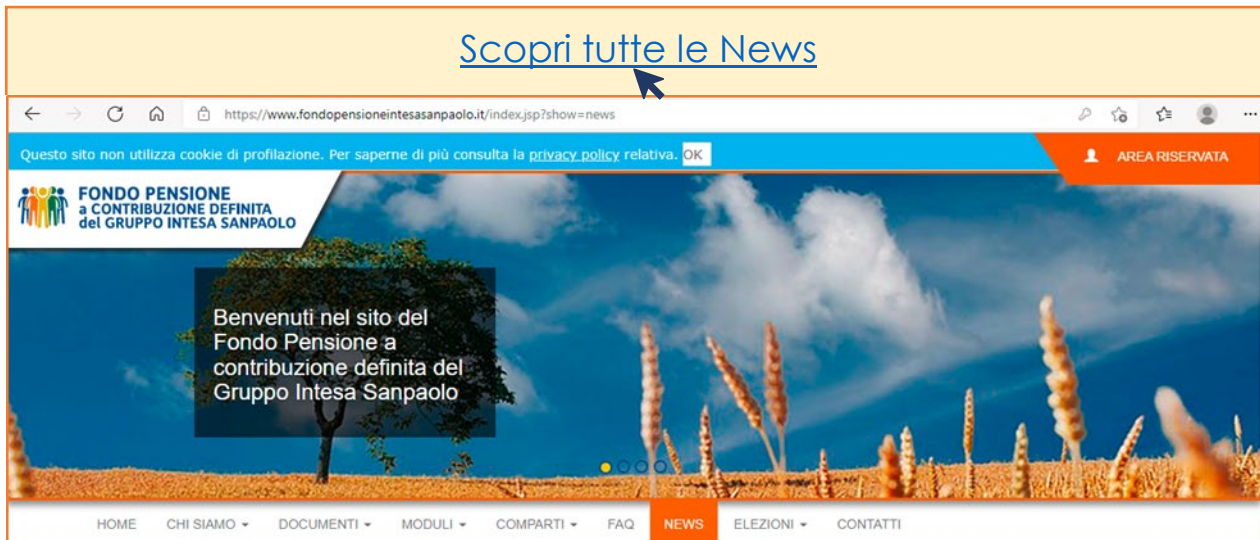 Scopri tutte le News
https://www.fondopensioneintesasanpaolo.it/index.jsp?show=news
Questo sito non utilizza cookie di profilazione. Per saperne di più consulta la privacy policy relativa. OK
AREA RISERVATA
FONDO PENSIONE
a CONTRIBUZIONE DEFINITA
del GRUPPO INTESA SANPAOLO
Benvenuti nel sito del
Fondo Pensione a
contribuzione definita del
Gruppo Intesa Sanpaolo
HOME CHI SIAMO DOCUMENTI MODULI COMPARTI FAQ NEWS ELEZIONI CONTATTI